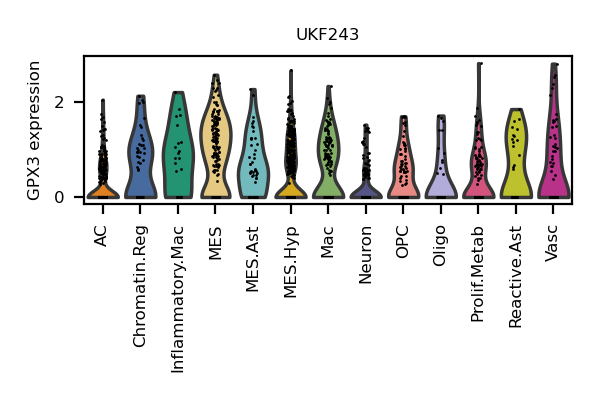 UKF243
GPX3 expression
2
0
AC
Chromatin.Reg
Inflammatory.Mac
MES
MES.Ast
MES.Hyp
Mac
Neuron
OPC
Oligo
Prolif.Metab
Reactive.Ast
Vasc